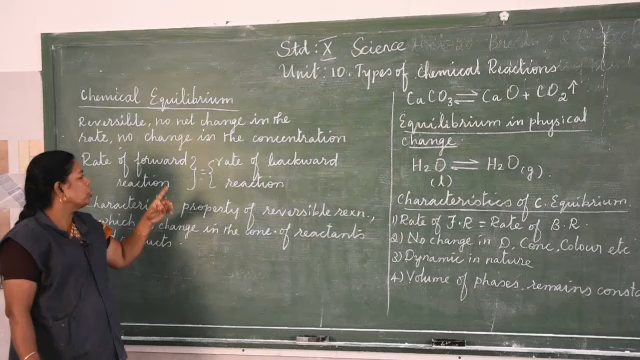 Std: X Science
Unit: 10. Types of chemical Reactions
Chemical Equilibrium
Reversible, no net change in the
rate, no change in the concentration
Rate of forward reaction } = { rate of backward reaction
property of reversible rexn.,
which change in the conc. of reactants
CaCO3 ⇌ CaO + CO2 ↑
Equilibrium in physical
change.
H2O (l) ⇌ H2O(g).
Characteristics of C. Equibrium
1) Rate of F.R = Rate of B.R.
2) No change in D, Conc, Colour etc
3) Dynamic in nature
4) Volume of phases remains